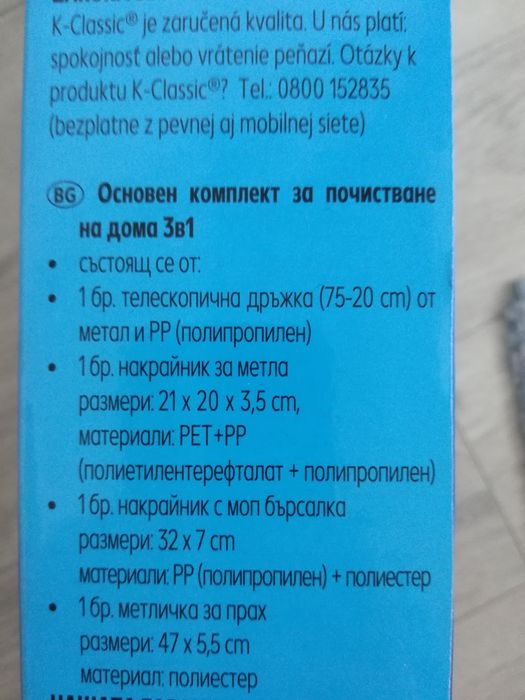 K-Classic® je zaručená kvalita. U nás platí:
spokojnosť alebo vrátenie peňazí. Otázky k
produktu K-Classic®? Tel.: 0800 152835
(bezplatne z pevnej aj mobilnej siete)
BG Основен комплект за почистване
на дома 3в1
• състоящ се от:
• 1 бр. телескопична дръжка (75-20 cm) от
метал и PP (полипропилен)
• 1 бр. накрайник за метла
размери: 21 x 20 x 3,5 cm,
материали: PET+PP
(полиетилентерефталат + полипропилен)
• 1 бр. накрайник с моп бърсалка
размери: 32 x 7 cm
материали: PP (полипропилен) + полиестер
• 1 бр. метличка за прах
размери: 47 x 5,5 cm
материал: полиестер